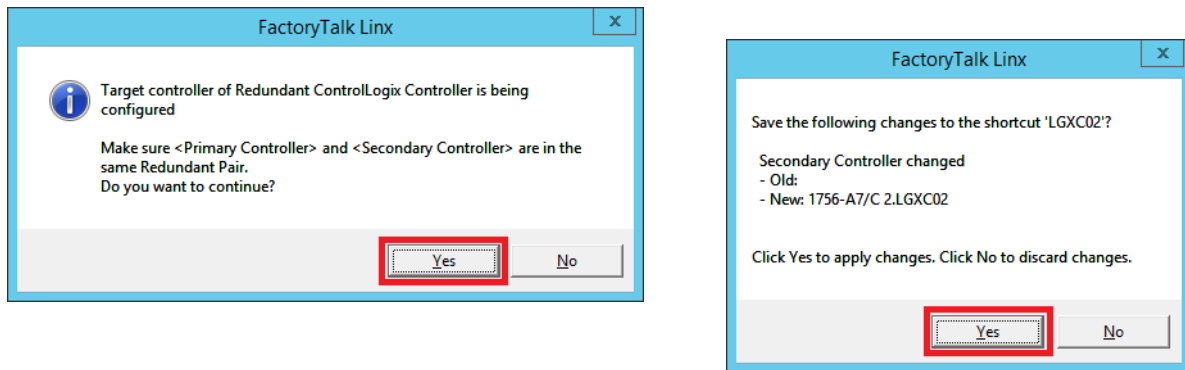 FactoryTalk Linx
x
Target controller of Redundant ControlLogix Controller is being
configured
Make sure <Primary Controller> and <Secondary Controller> are in the
same Redundant Pair.
Do you want to continue?
Yes
No
FactoryTalk Linx
x
Save the following changes to the shortcut 'LGXC02'?
Secondary Controller changed
- Old:
- New: 1756-A7/C 2.LGXC02
Click Yes to apply changes. Click No to discard changes.
Yes
No